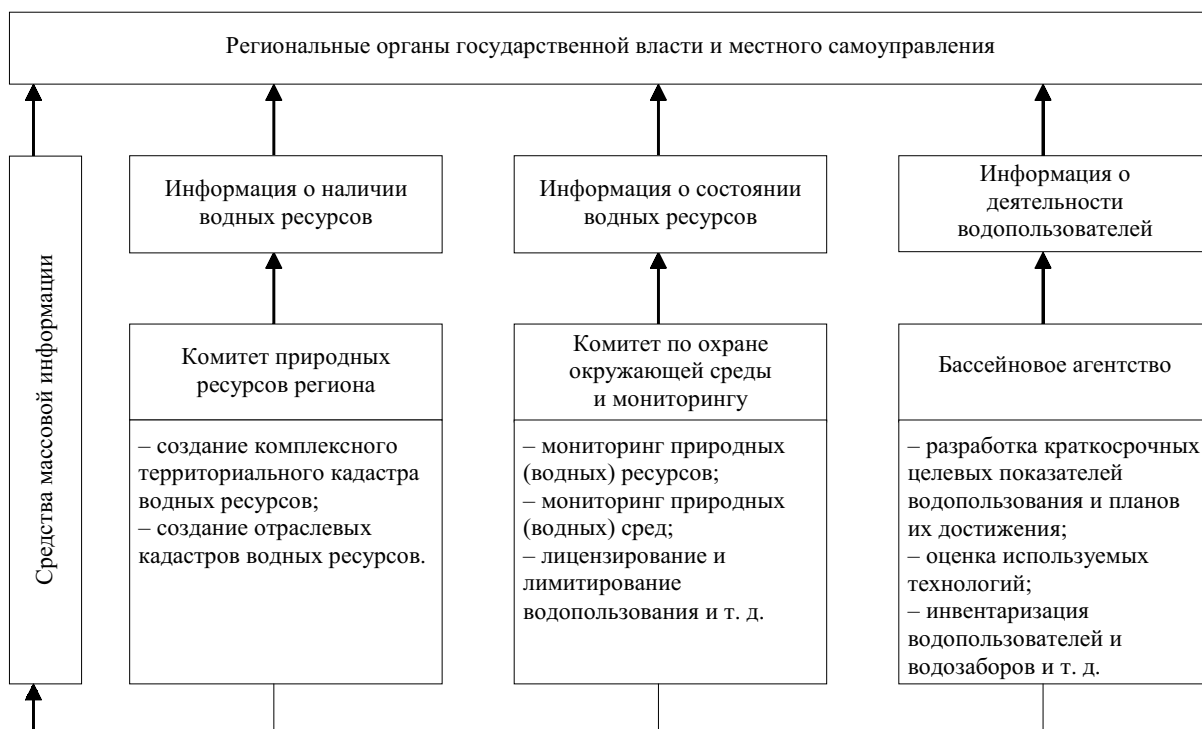 Региональные органы государственной власти и местного самоуправления
Средства массовой информации
Информация о наличии
водных ресурсов
Информация о состоянии
водных ресурсов
Информация о
деятельности
водопользователей
Комитет природных
ресурсов региона
Комитет по охране
окружающей среды
и мониторингу
Бассейновое агентство
– создание комплексного
территориального кадастра
водных ресурсов;
– создание отраслевых
кадастров водных ресурсов.
– мониторинг природных
(водных) ресурсов;
– мониторинг природных
(водных) сред;
– лицензирование и
лимитирование
водопользования и т. д.
– разработка краткосрочных
целевых показателей
водопользования и планов
их достижения;
– оценка используемых
технологий;
– инвентаризация
водопользователей и
водозаборов и т. д.